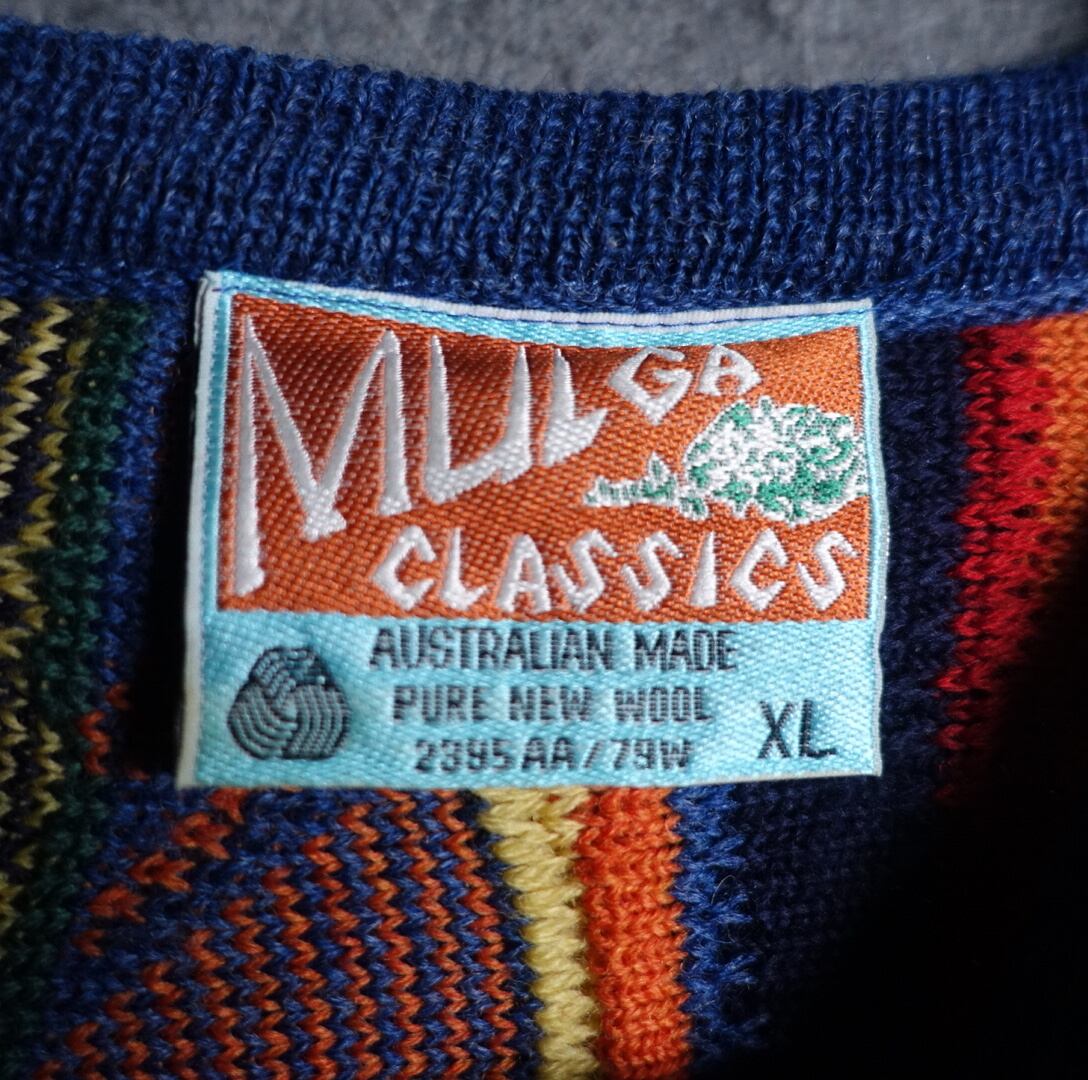 MULGA
CLASSICS
AUSTRALIAN MADE
PURE NEW WOOL
2395AA/79W
XL